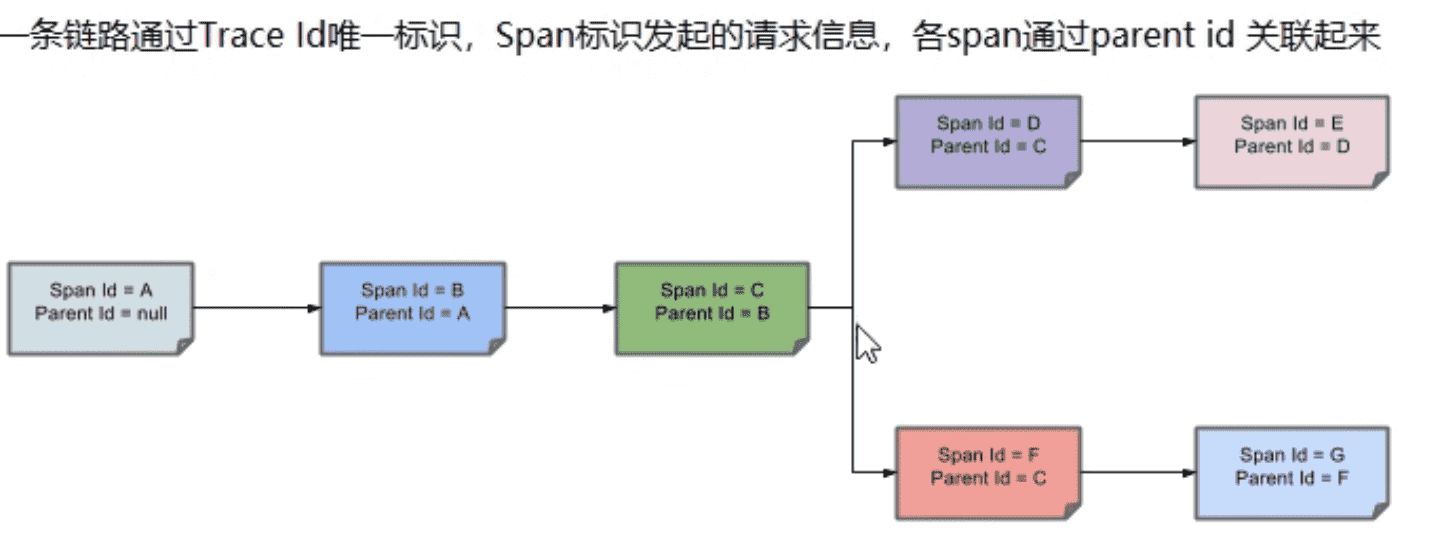 一条链路通过Trace Id唯一标识，Span标识发起的请求信息，各span通过parent id 关联起来
Span Id = A
Parent Id = null
Span Id = B
Parent Id = A
Span Id = C
Parent Id = B
Span Id = D
Parent Id = C
Span Id = E
Parent Id = D
Span Id = F
Parent Id = C
Span Id = G
Parent Id = F